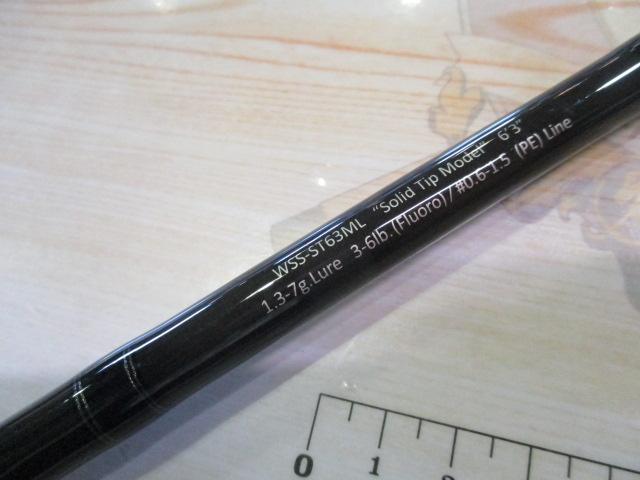 WSS-ST63ML "Solid Tip Model" 6'3"
1.3-7g.Lure 3-6lb.(Fluoro)/#0.6-1.5 (PE) Line
0 1